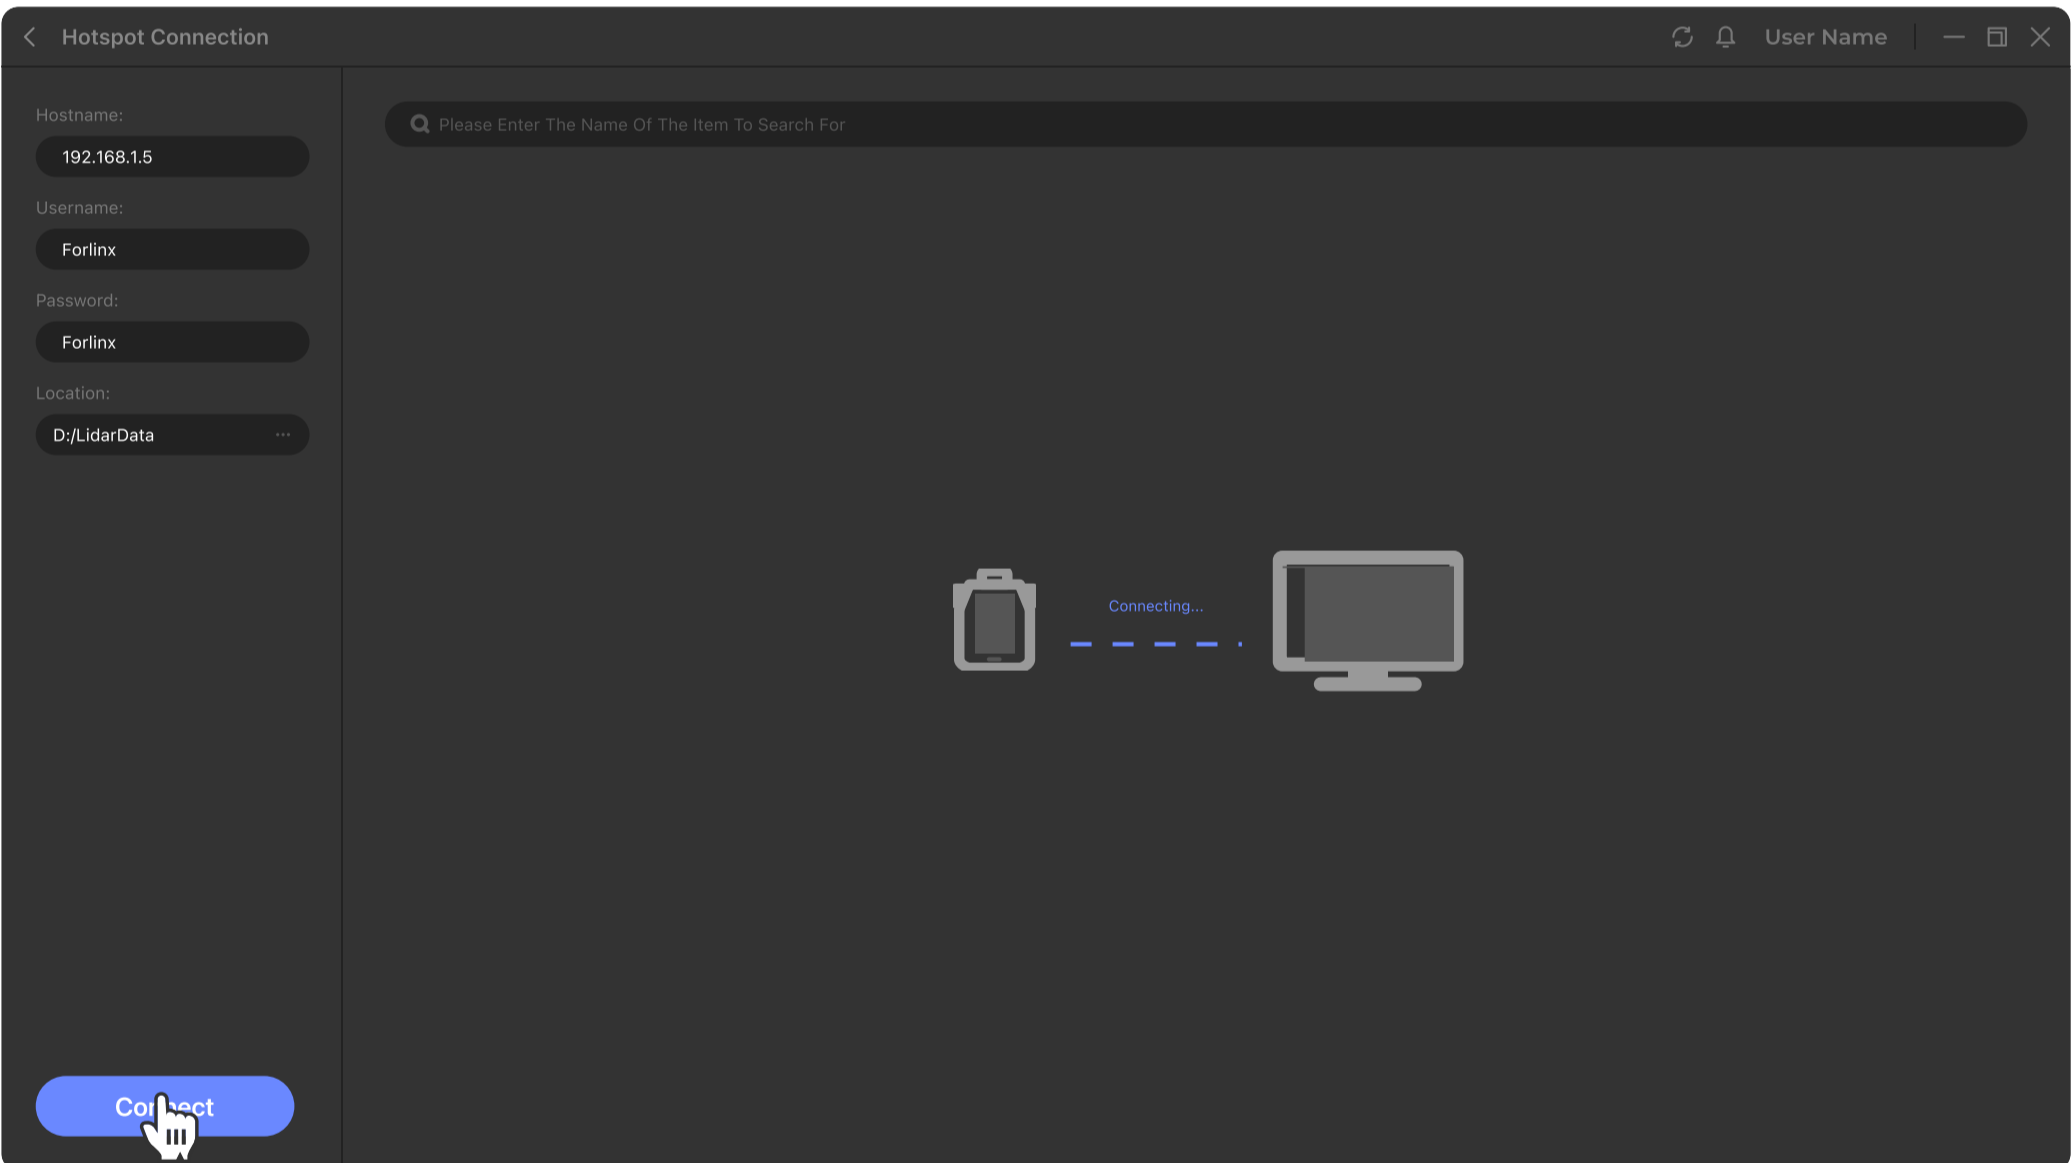 Hotspot Connection
User Name
Hostname:
192.168.1.5
Username:
Forlinx
Password:
Forlinx
Location:
D:/LidarData
...
Please Enter The Name Of The Item To Search For
Connecting...
Connect